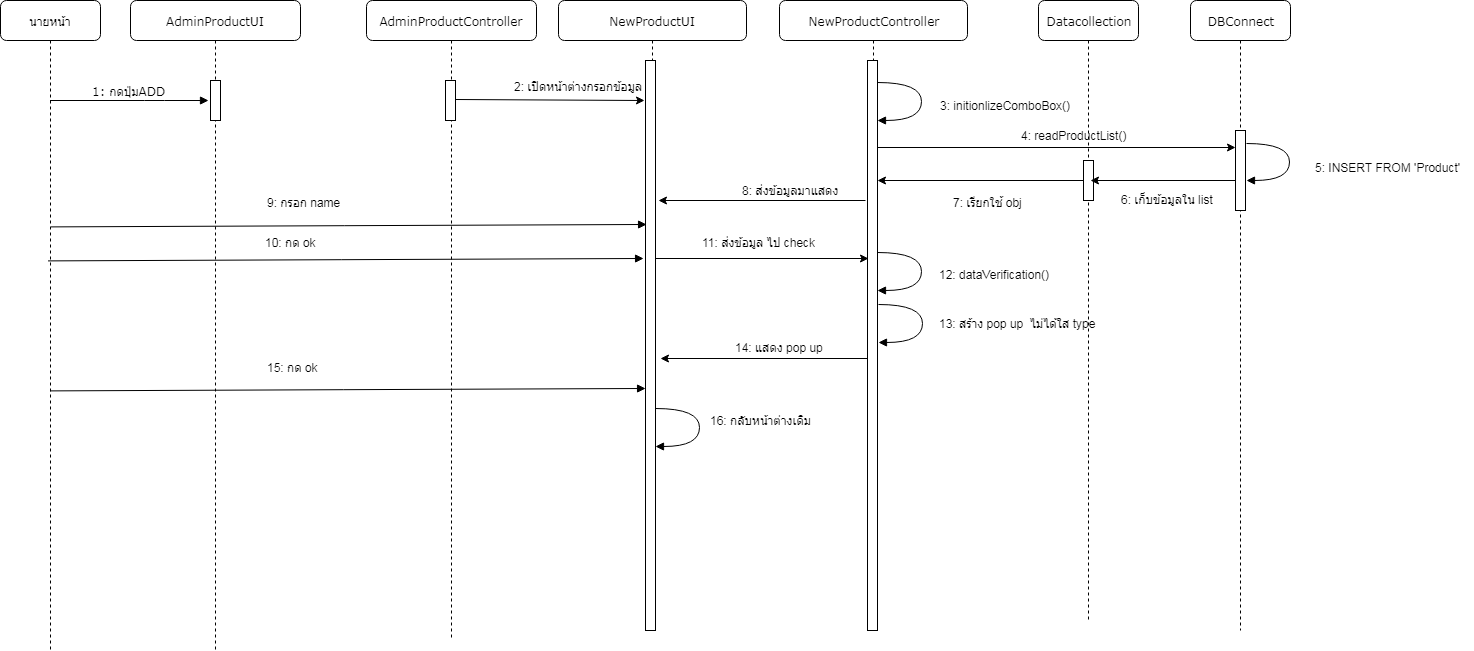 นายหน้า
AdminProductUI
AdminProductController
NewProductUI
NewProductController
Datacollection
DBConnect
1: กดปุ่มADD
2: เปิดหน้าต่างกรอกข้อมูล
3: initionlizeComboBox()
4: readProductList()
5: INSERT FROM 'Product'
6: เก็บข้อมูลใน list
7: เรียกใช้ obj
8: ส่งข้อมูลมาแสดง
9: กรอก name
10: กด ok
11: ส่งข้อมูล ไป check
12: dataVerification()
13: สร้าง pop up ไม่ได้ใส่ type
14: แสดง pop up
15: กด ok
16: กลับหน้าต่างเดิม